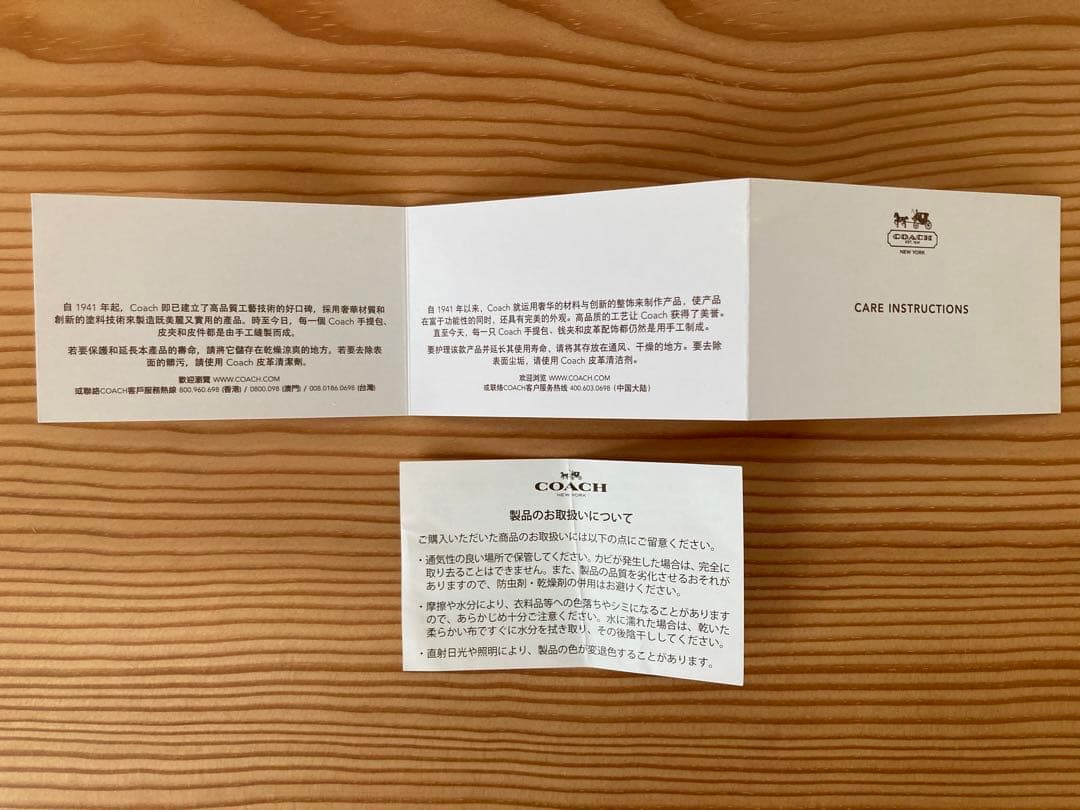 自 1941 年起，Coach 即已建立了高品質工藝技術的好口碑，採用奢華材質和
創新的塗料技術來製造既美麗又實用的產品。時至今日，每一個 Coach 手提包、
皮夾和皮件都是由手工縫製而成。
若要保護和延長本產品的壽命，請將它儲存在乾燥涼爽的地方。若要去除表
面的髒污，請使用 Coach 皮革清潔劑。
歡迎瀏覽 WWW.COACH.COM
或聯絡COACH客戶服務熱線 800.960.698 (香港) / 0800.098 (澳門) / 008.0186.0698 (台灣)
自 1941 年以来，Coach 就运用奢华的材料与创新的整饰来制作产品，使产品
在富于功能性的同时，还具有完美的外观。高品质的工艺让 Coach 获得了美誉。
直至今天，每一只 Coach 手提包、钱夹和皮革配饰都仍然是用手工制成。
要护理该款产品并延长其使用寿命、请将其存放在通风、干燥的地方。要去除
表面尘垢，请使用 Coach 皮革清洁剂。
欢迎浏览 WWW.COACH.COM
或联络COACH客户服务热线 400.603.0698（中国大陆）
COACH
EST. 1941
NEW YORK
CARE INSTRUCTIONS
COACH
NEW YORK
製品のお取扱いについて
ご購入いただいた商品のお取扱いには以下の点にご留意ください。
・通気性の良い場所で保管してください。カビが発生した場合は、完全に
取り去ることはできません。また、製品の品質を劣化させるおそれが
ありますので、防虫剤・乾燥剤の併用はお避けください。
・摩擦や水分により、衣料品等への色落ちやシミになることがあります
ので、あらかじめ十分ご注意ください。水に濡れた場合は、乾いた
柔らかい布ですぐに水分を拭き取り、その後陰干ししてください。
・直射日光や照明により、製品の色が変退色することがあります。